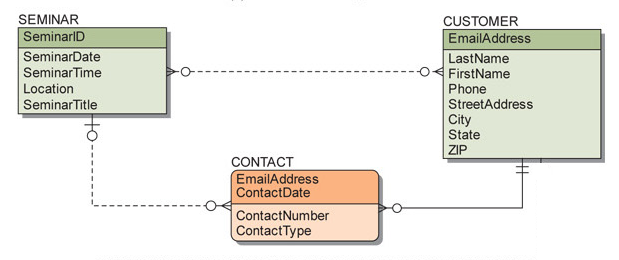 SEMINAR
SeminarID
SeminarDate
SeminarTime
Location
SeminarTitle
CUSTOMER
EmailAddress
LastName
FirstName
Phone
StreetAddress
City
State
ZIP
CONTACT
EmailAddress
ContactDate
ContactNumber
ContactType